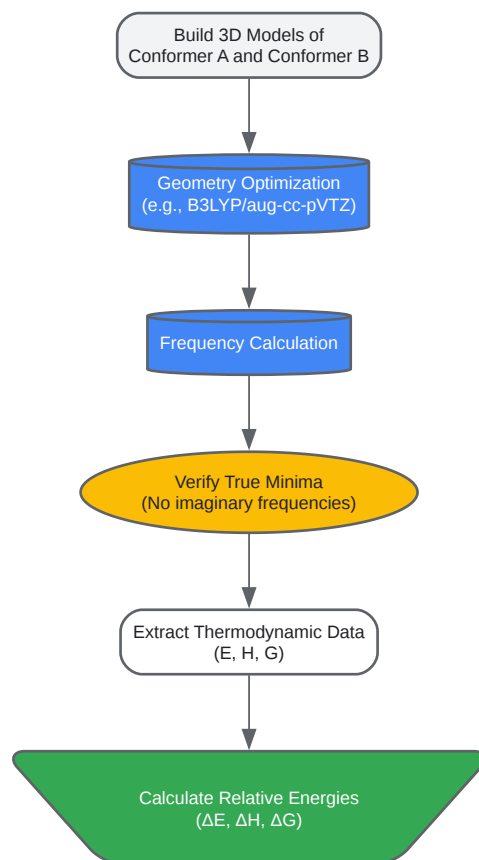 Build 3D Models of
Conformer A and Conformer B
Geometry Optimization
(e.g., B3LYP/aug-cc-pVTZ)
Frequency Calculation
Verify True Minima
(No imaginary frequencies)
Extract Thermodynamic Data
(E, H, G)
Calculate Relative Energies
(ΔE, ΔH, ΔG)